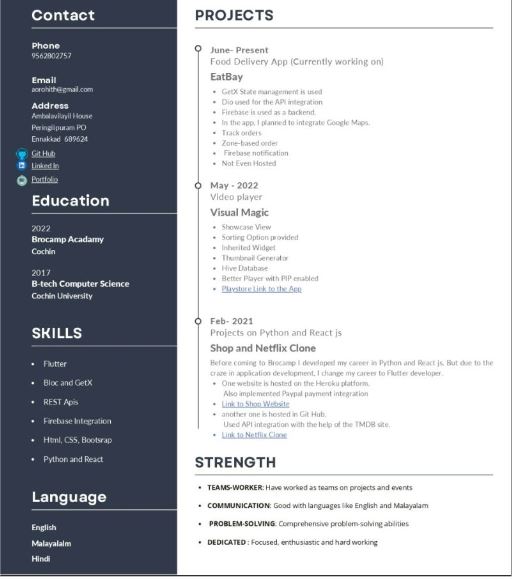 Contact
Phone
9562802757
Email
aorohith@gmail.com
Address
Ambalavilayil House
Peringilipuram PO
Ennakkad 689624
Git Hub
Linked In
Portfolio
Education
2022
Brocamp Acadamy
Cochin
2017
B-tech Computer Science
Cochin University
SKILLS
• Flutter
• Bloc and GetX
• REST Apis
• Firebase Integration
• Html, CSS, Bootsrap
• Python and React
Language
English
Malayalalm
Hindi
PROJECTS
June- Present
Food Delivery App (Currently working on)
EatBay
• GetX State management is used
• Dio used for the API integration
• Firebase is used as a backend.
• In the app, I planned to integrate Google Maps.
• Track orders
• Zone-based order
• Firebase notification
• Not Even Hosted
May - 2022
Video player
Visual Magic
• Showcase View
• Sorting Option provided
• Inherited Widget
• Thumbnail Generator
• Hive Database
• Better Player with PIP enabled
• Playstore Link to the App
Feb- 2021
Projects on Python and React js
Shop and Netflix Clone
Before coming to Brocamp I developed my career in Python and React js. But due to the
craze in application development, I change my career to Flutter developer.
• One website is hosted on the Heroku platform.
Also implemented Paypal payment integration
• Link to Shop Website
• another one is hosted in Git Hub.
Used API integration with the help of the TMDB site.
• Link to Netflix Clone
STRENGTH
• TEAMS-WORKER: Have worked as teams on projects and events
• COMMUNICATION: Good with languages like English and Malayalam
• PROBLEM-SOLVING: Comprehensive problem-solving abilities
• DEDICATED : Focused, enthusiastic and hard working